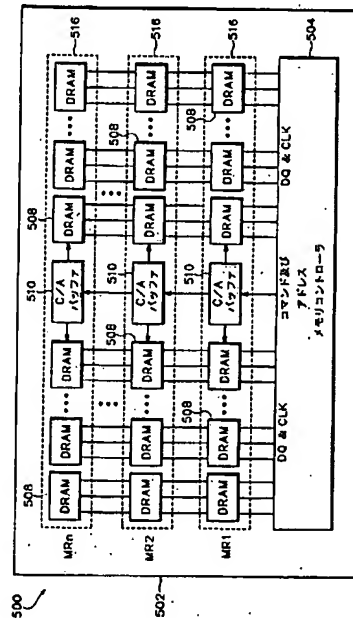 500
502
516
516
516
504
508
510
508
MRn
DRAM
DRAM
DRAM
C/A
バッファ
DRAM
DRAM
DRAM
510
508
508
MR2
DRAM
DRAM
DRAM
C/A
バッファ
DRAM
DRAM
DRAM
508
510
508
MR1
DRAM
DRAM
DRAM
C/A
バッファ
DRAM
DRAM
DRAM
DQ & CLK
コマンド及び
アドレス
DQ & CLK
メモリコントローラ